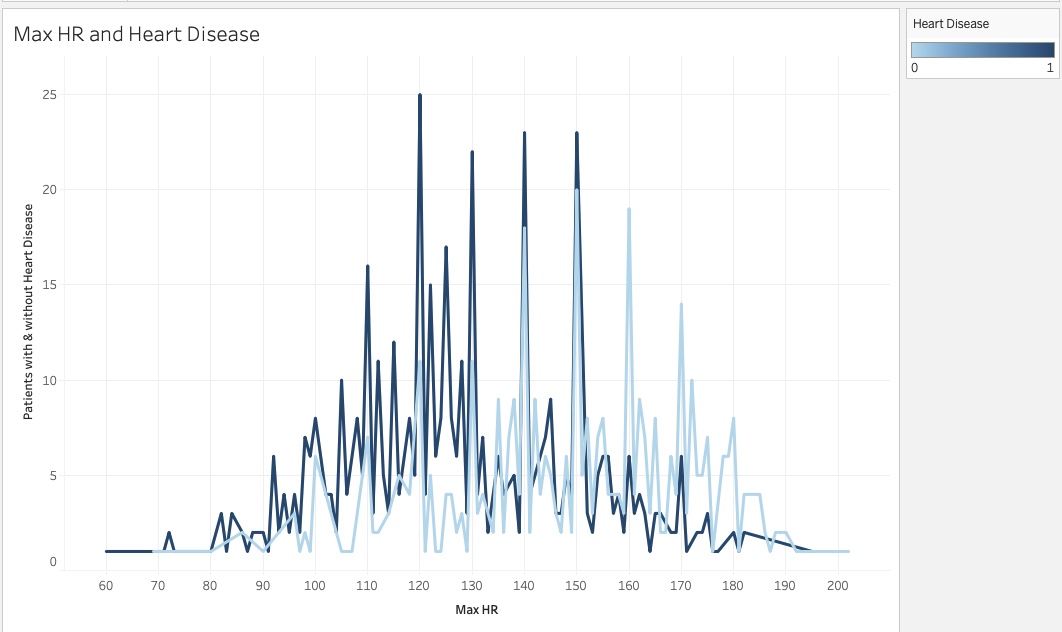 Max HR and Heart Disease
Heart Disease
0 1
Patients with & without Heart Disease
25
20
15
10
5
0
60 70 80 90 100 110 120 130 140 150 160 170 180 190 200
Max HR